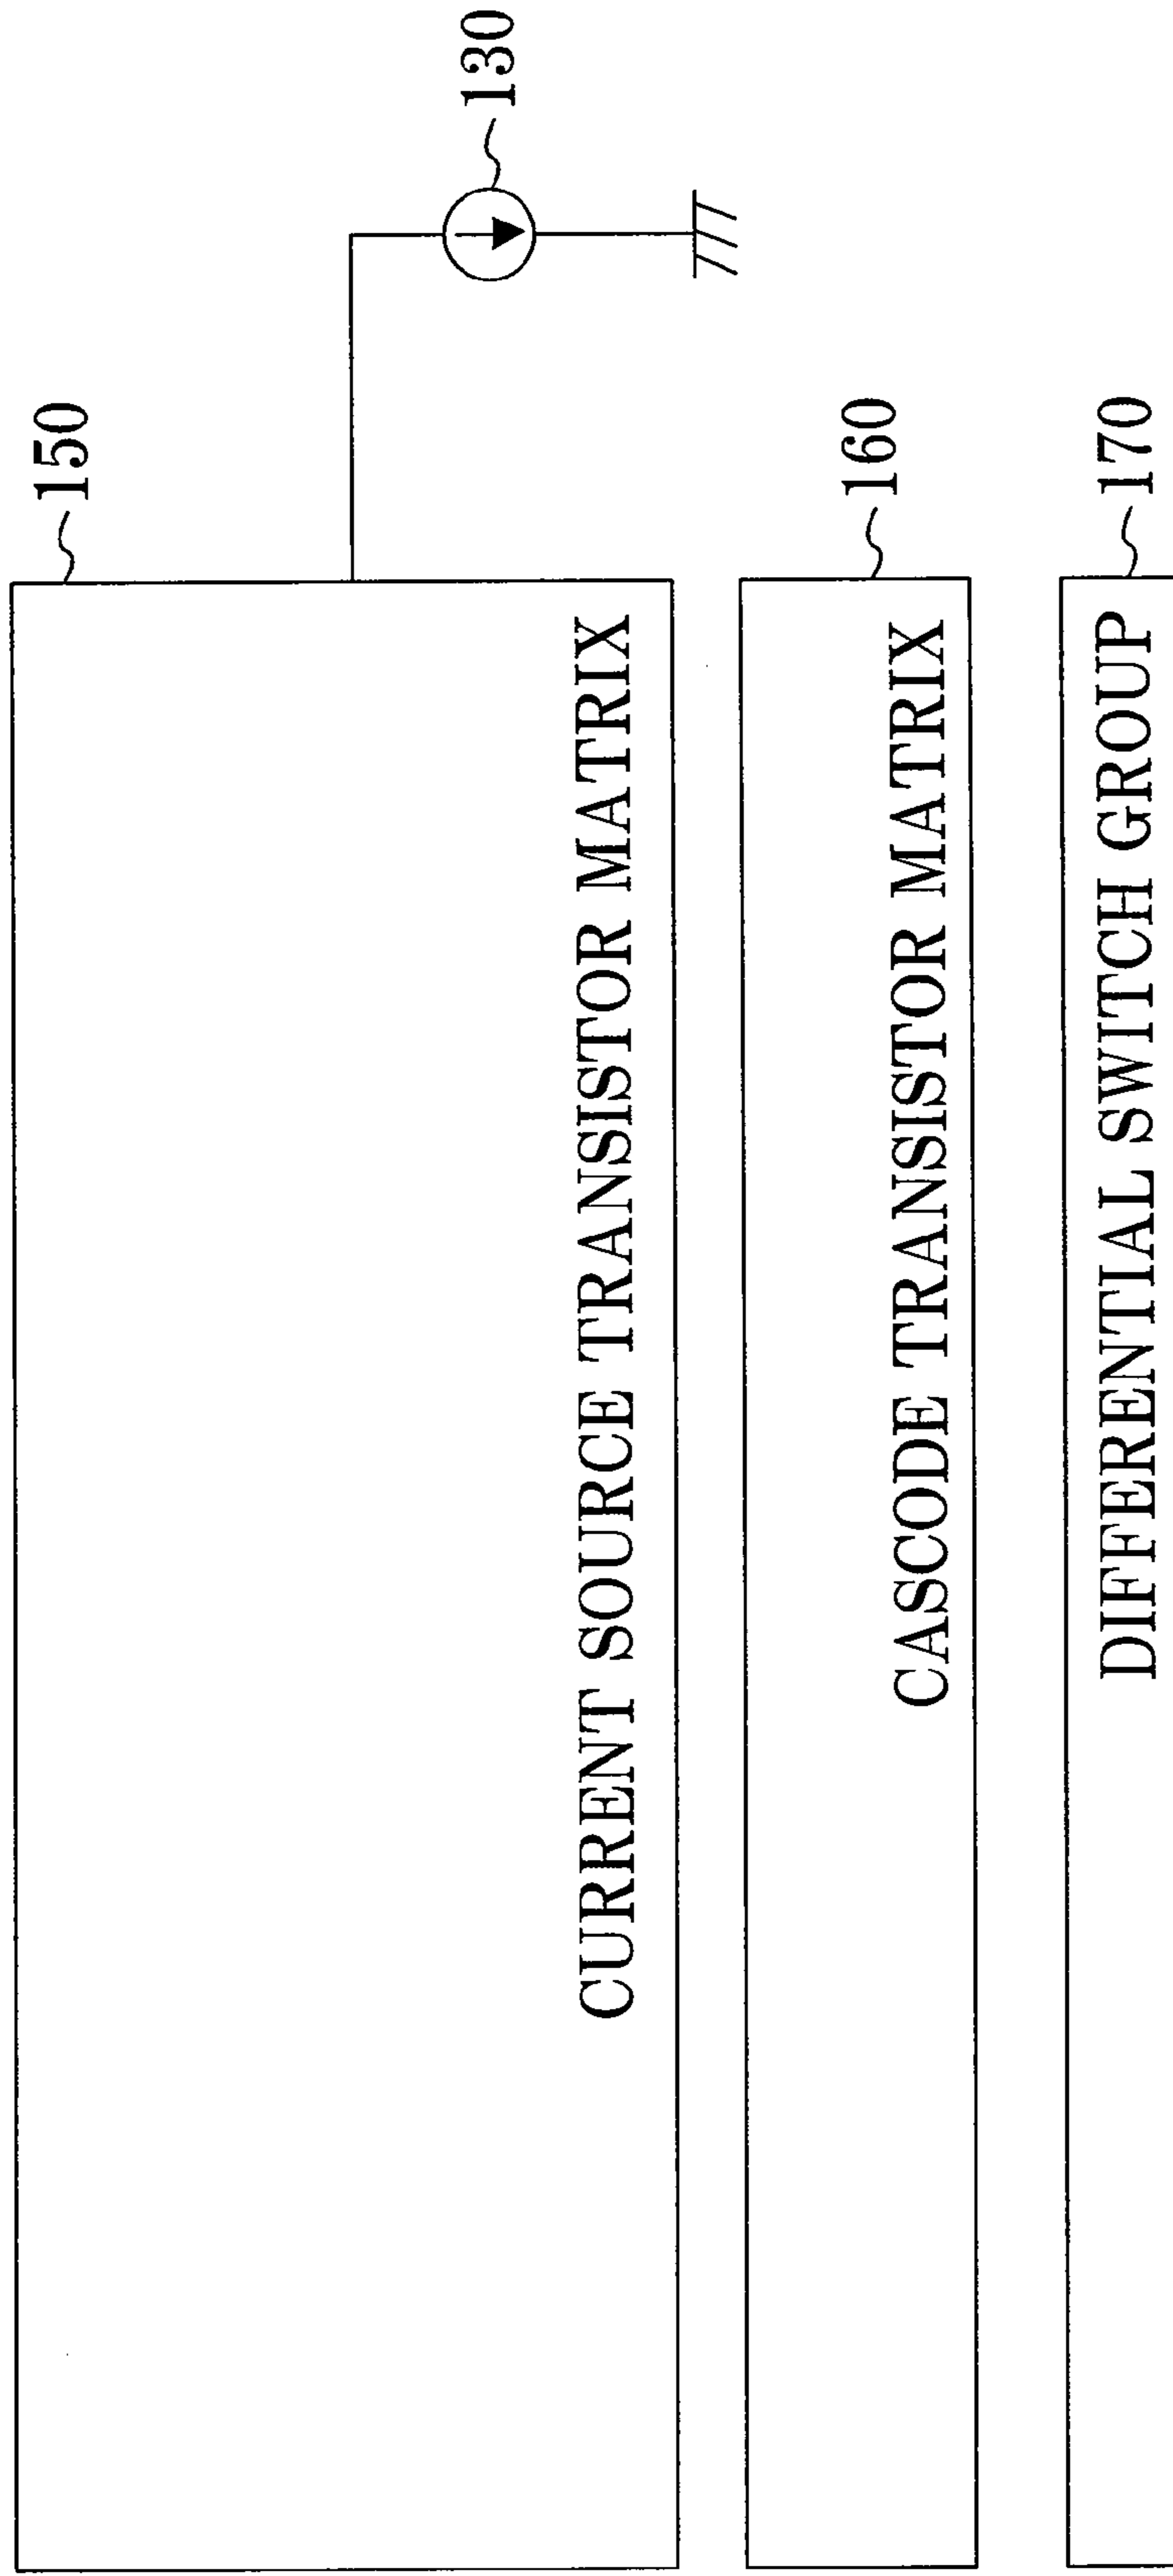 150
130
CURRENT SOURCE TRANSISTOR MATRIX
160
CASCODE TRANSISTOR MATRIX
170
DIFFERENTIAL SWITCH GROUP